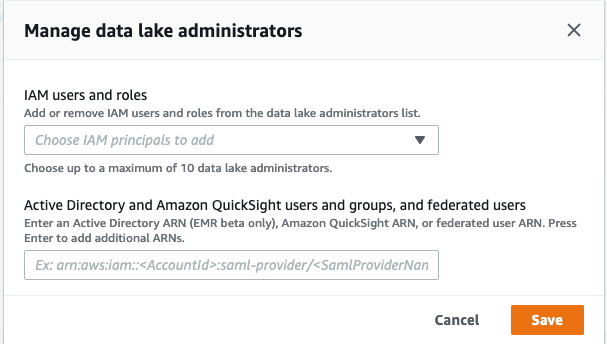 Manage data lake administrators
IAM users and roles
Add or remove IAM users and roles from the data lake administrators list.
Choose IAM principals to add
Choose up to a maximum of 10 data lake administrators.
Active Directory and Amazon QuickSight users and groups, and federated users
Enter an Active Directory ARN (EMR beta only), Amazon QuickSight ARN, or federated user ARN. Press
Enter to add additional ARNs.
Ex: arn:aws:iam::<AccountId>:saml-provider/<SamlProviderNan
Cancel Save